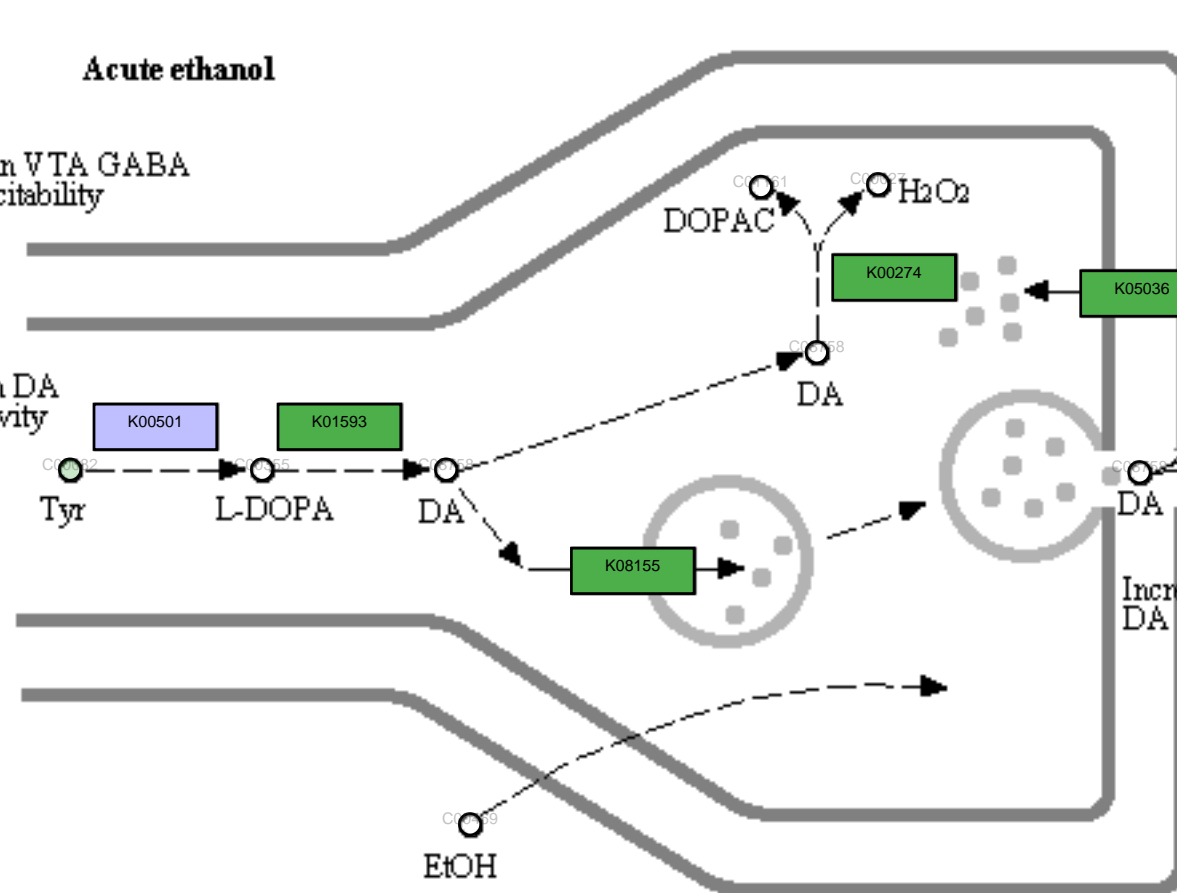 Acute ethanol
n VTA GABA
citability
DOPAC
H2O2
K00274
K05036
DA
DA
vity
K00501
K01593
Tyr
L-DOPA
DA
DA
K08155
Incr
DA
EtOH